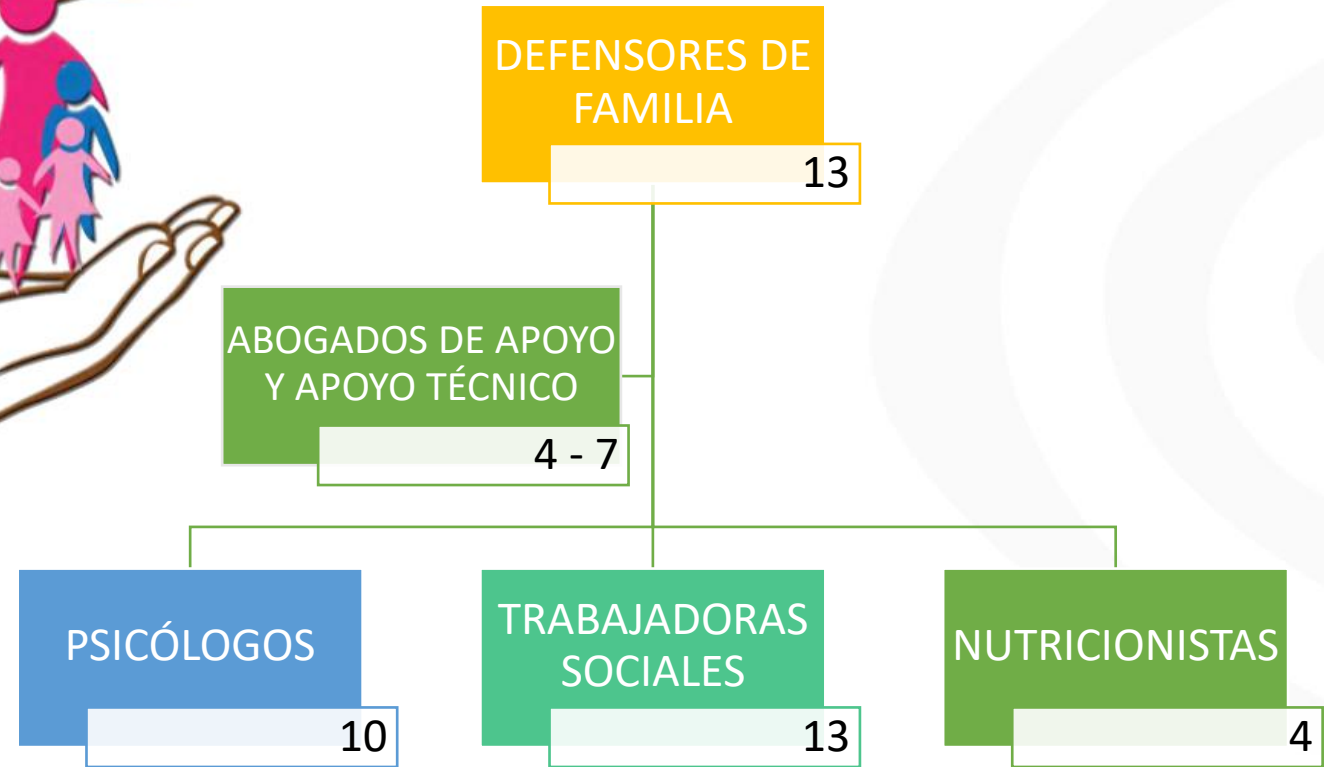 DEFENSORES DE
FAMILIA
13
ABOGADOS DE APOYO
Y APOYO TÉCNICO
4 - 7
PSICÓLOGOS
10
TRABAJADORAS
SOCIALES
13
NUTRICIONISTAS
4